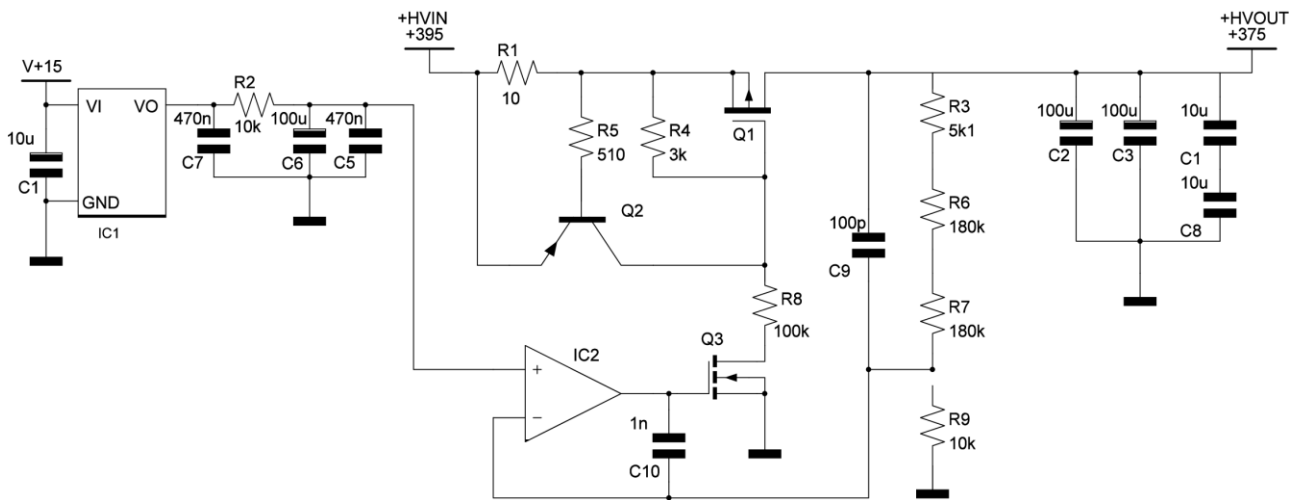 +HVIN
+395
+HVOUT
+375
V+15
R1
10
R2
10k
VI
VO
GND
IC1
10u
C1
470n
C7
100u
C6
470n
C5
R5
510
R4
3k
Q1
Q2
R3
5k1
R6
180k
100p
C9
R7
180k
100u
C2
100u
C3
10u
C1
10u
C8
R8
100k
IC2
+
−
Q3
1n
C10
R9
10k